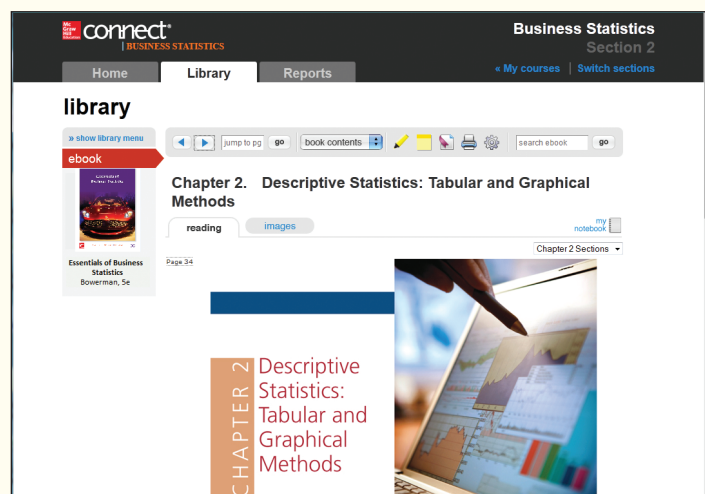 Mc
Graw
Hill
Education
connect®
BUSINESS STATISTICS
Business Statistics
Section 2
Home
Library
Reports
« My courses | Switch sections
library
» show library menu
jump to pg
go
book contents
search ebook
go
ebook
Essentials of Business
Statistics
Bowerman, 5e
Chapter 2. Descriptive Statistics: Tabular and Graphical
Methods
reading
images
my
notebook
Chapter 2 Sections
Page 34
CHAPTER 2
Descriptive
Statistics:
Tabular and
Graphical
Methods